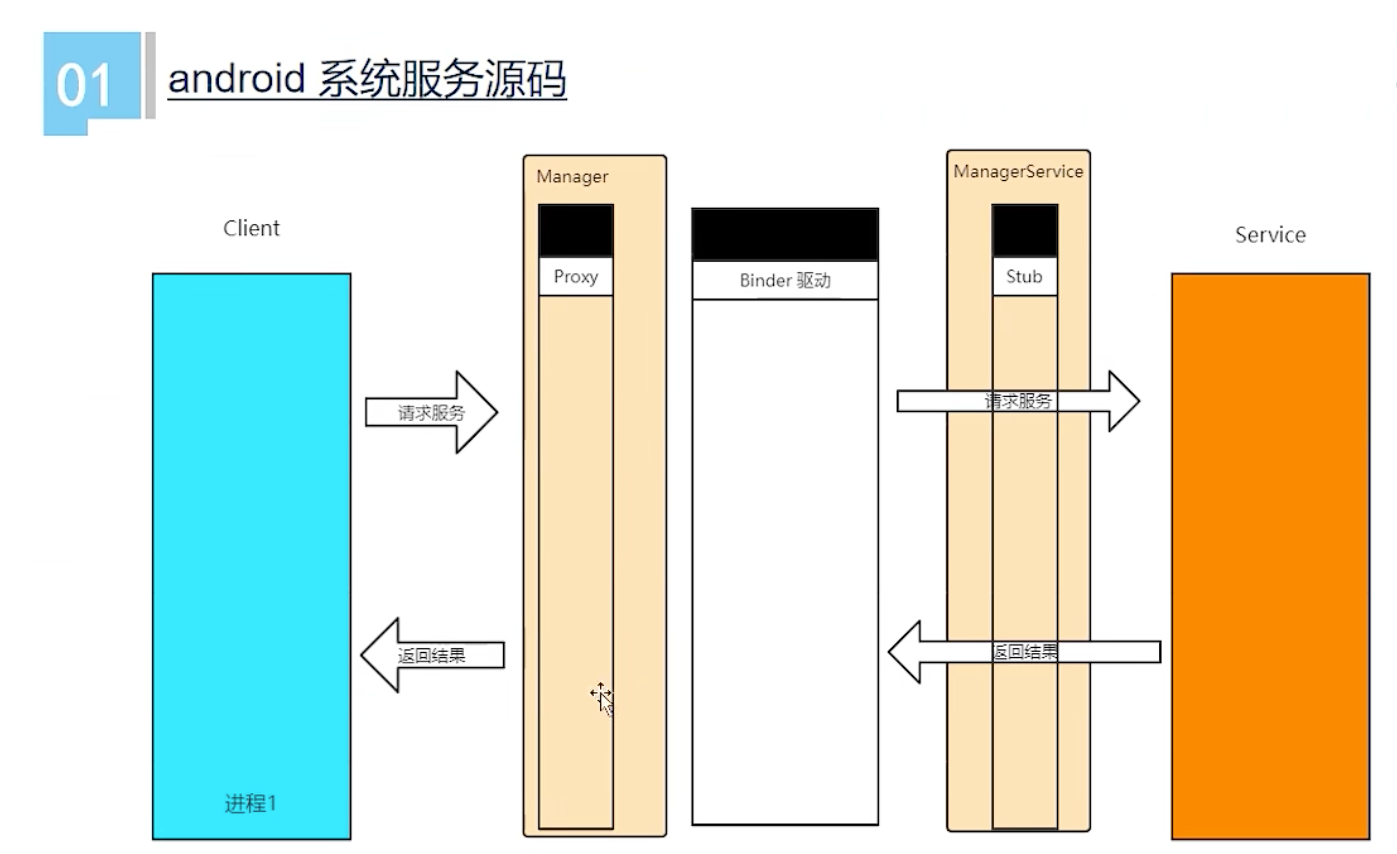 01
android 系统服务源码
Client
Manager
Proxy
Binder 驱动
ManagerService
Stub
Service
请求服务
请求服务
返回结果
返回结果
进程1